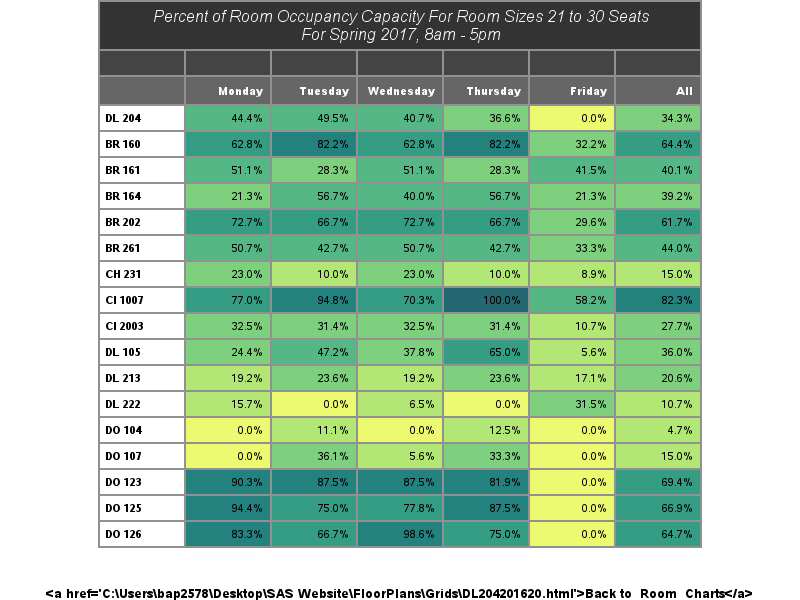 Percent of Room Occupancy Capacity For Room Sizes 21 to 30 Seats
For Spring 2017, 8am - 5pm
Monday Tuesday Wednesday Thursday Friday All
DL 204 44.4% 49.5% 40.7% 36.6% 0.0% 34.3%
BR 160 62.8% 82.2% 62.8% 82.2% 32.2% 64.4%
BR 161 51.1% 28.3% 51.1% 28.3% 41.5% 40.1%
BR 164 21.3% 56.7% 40.0% 56.7% 21.3% 39.2%
BR 202 72.7% 66.7% 72.7% 66.7% 29.6% 61.7%
BR 261 50.7% 42.7% 50.7% 42.7% 33.3% 44.0%
CH 231 23.0% 10.0% 23.0% 10.0% 8.9% 15.0%
CI 1007 77.0% 94.8% 70.3% 100.0% 58.2% 82.3%
CI 2003 32.5% 31.4% 32.5% 31.4% 10.7% 27.7%
DL 105 24.4% 47.2% 37.8% 65.0% 5.6% 36.0%
DL 213 19.2% 23.6% 19.2% 23.6% 17.1% 20.6%
DL 222 15.7% 0.0% 6.5% 0.0% 31.5% 10.7%
DO 104 0.0% 11.1% 0.0% 12.5% 0.0% 4.7%
DO 107 0.0% 36.1% 5.6% 33.3% 0.0% 15.0%
DO 123 90.3% 87.5% 87.5% 81.9% 0.0% 69.4%
DO 125 94.4% 75.0% 77.8% 87.5% 0.0% 66.9%
DO 126 83.3% 66.7% 98.6% 75.0% 0.0% 64.7%
<a href='C:\Users\bap2578\Desktop\SAS Website\FloorPlans\Grids\DL204201620.html'>Back to Room Charts</a>